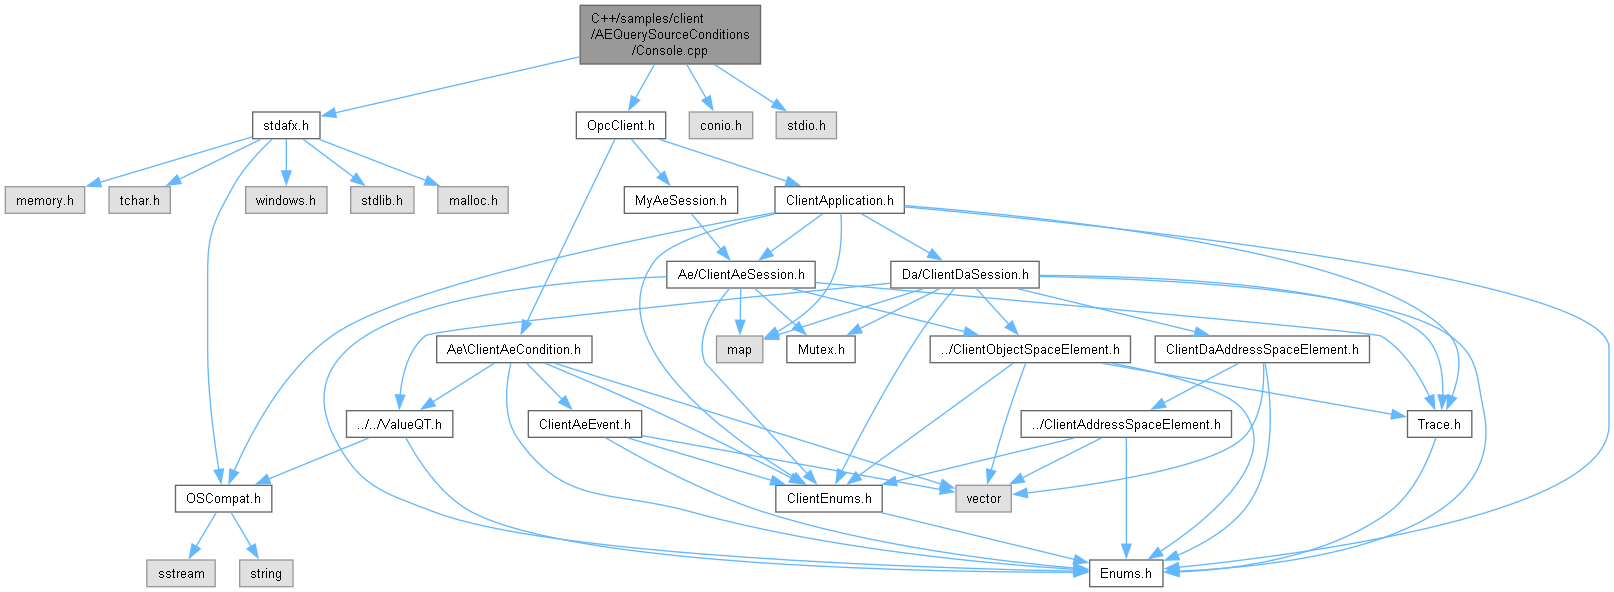 C++/samples/client
/AEQuerySourceConditions
/Console.cpp
stdafx.h
OpcClient.h
conio.h
stdio.h
memory.h
tchar.h
windows.h
stdlib.h
malloc.h
MyAeSession.h
ClientApplication.h
Ae/ClientAeSession.h
Da/ClientDaSession.h
Ae\ClientAeCondition.h
map
Mutex.h
../ClientObjectSpaceElement.h
ClientDaAddressSpaceElement.h
../../ValueQT.h
ClientAeEvent.h
../ClientAddressSpaceElement.h
Trace.h
OSCompat.h
ClientEnums.h
vector
sstream
string
Enums.h